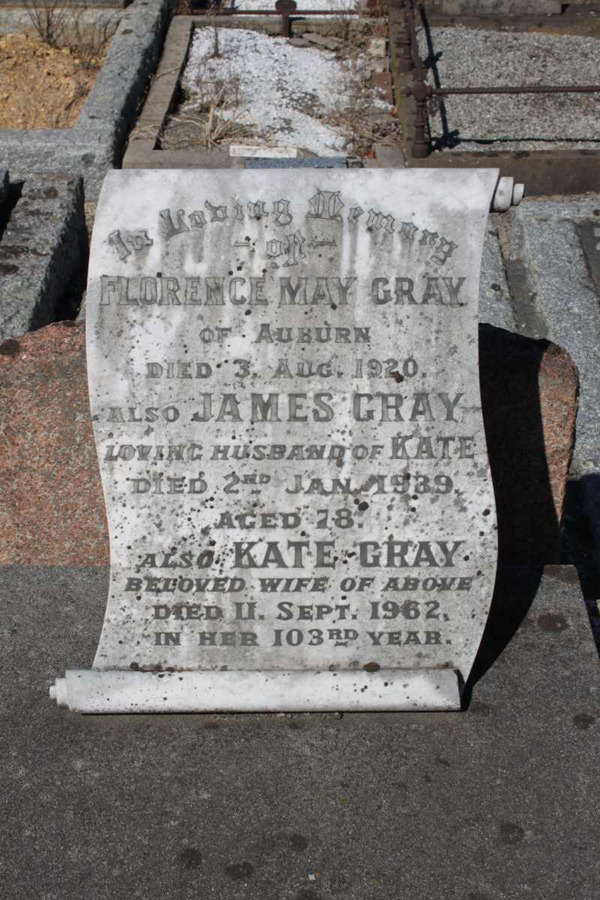 In Loving Memory
- of -
FLORENCE MAY GRAY
OF AUBURN
DIED 3. AUG. 1920.
ALSO JAMES GRAY
LOVING HUSBAND OF KATE
DIED 2ND JAN. 1939.
AGED 78.
ALSO KATE GRAY
BELOVED WIFE OF ABOVE
DIED 11. SEPT. 1962,
IN HER 103RD YEAR.